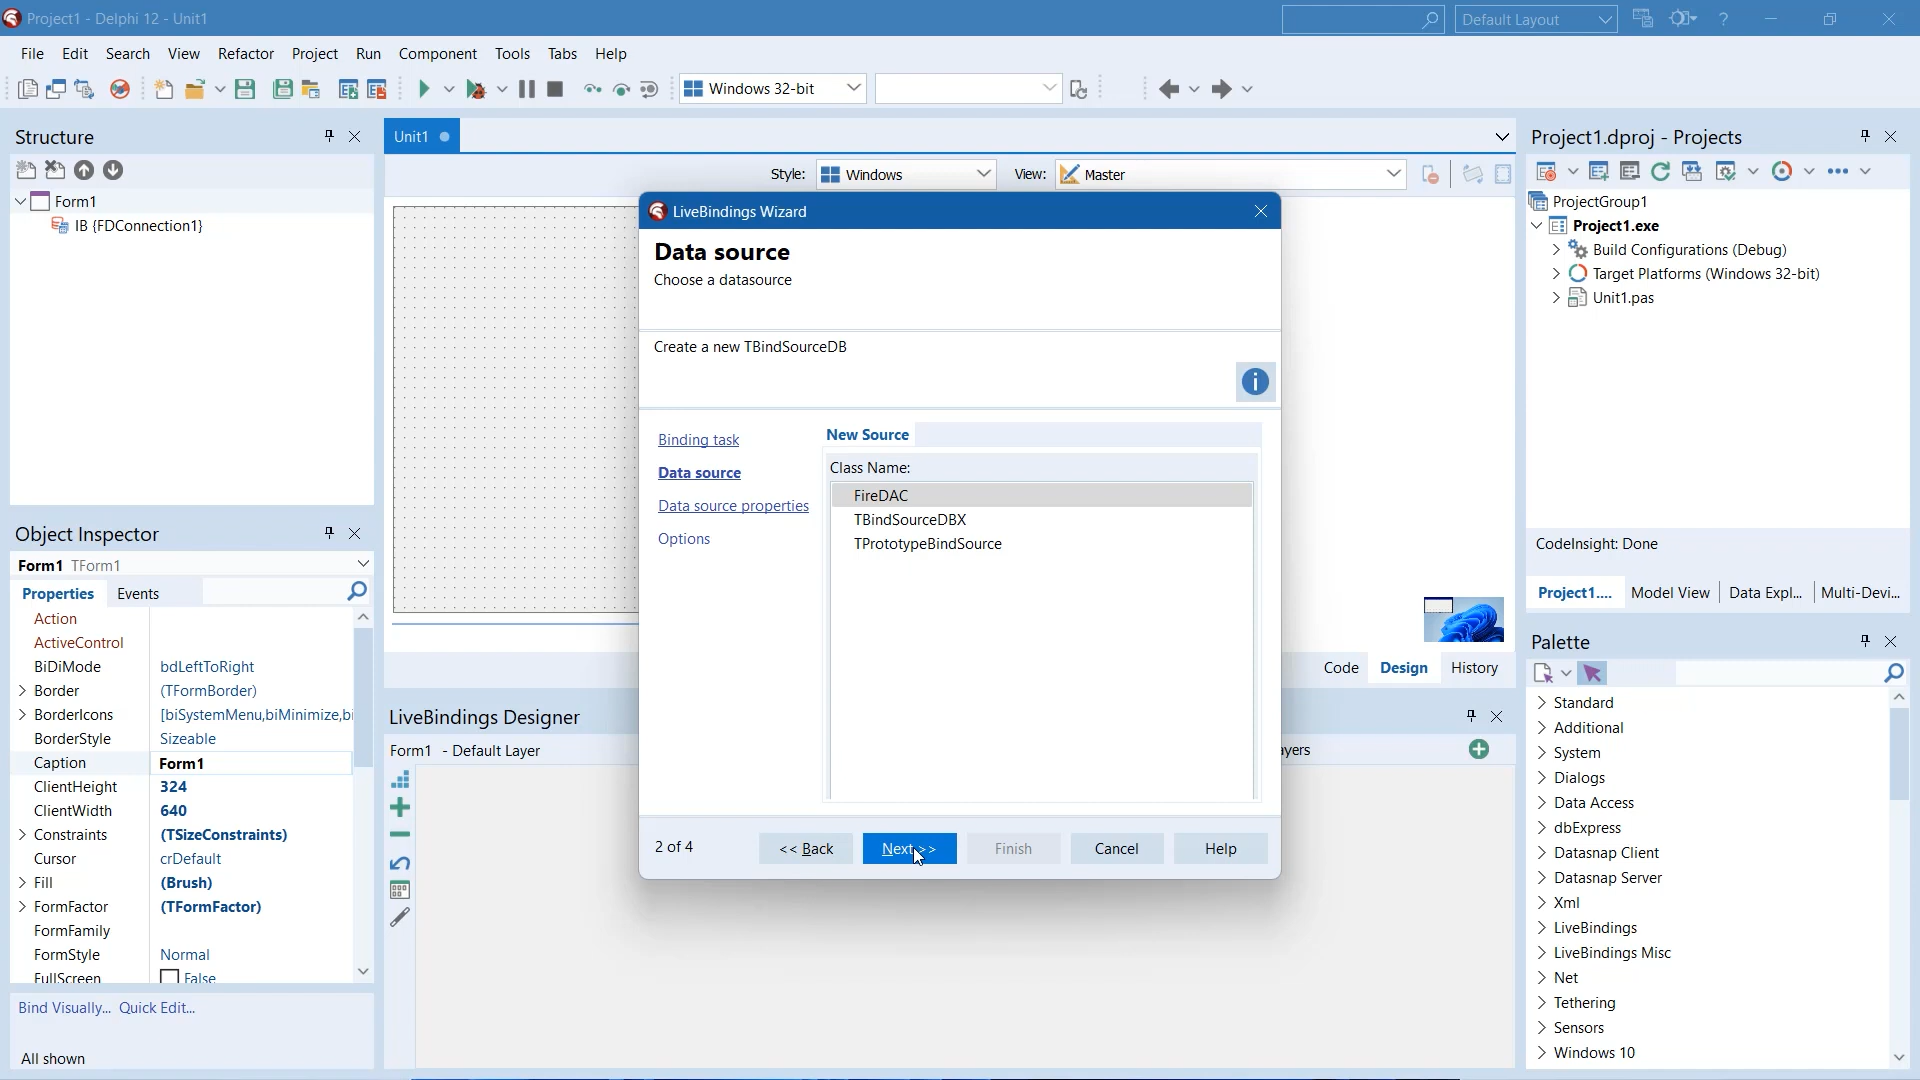 Project1 - Delphi 12 - Unit1
Default Layout
?
File Edit Search View Refactor Project Run Component Tools Tabs Help
Windows 32-bit
Structure
Form1
IB {FDConnection1}
Unit1
Style: Windows View: Master
LiveBindings Wizard
Data source
Choose a datasource
Create a new TBindSourceDB
Binding task
Data source
Data source properties
Options
New Source
Class Name:
FireDAC
TBindSourceDBX
TPrototypeBindSource
2 of 4
<< Back
Next >>
Finish
Cancel
Help
Object Inspector
Form1 TForm1
Properties Events
Action
ActiveControl
BiDiMode bdLeftToRight
Border (TFormBorder)
BorderIcons [biSystemMenu,biMinimize,bi
BorderStyle Sizeable
Caption Form1
ClientHeight 324
ClientWidth 640
Constraints (TSizeConstraints)
Cursor crDefault
Fill (Brush)
FormFactor (TFormFactor)
FormFamily
FormStyle Normal
FullScreen False
Bind Visually... Quick Edit...
All shown
Code Design History
LiveBindings Designer
Form1 - Default Layer
ayers
Project1.dproj - Projects
ProjectGroup1
Project1.exe
Build Configurations (Debug)
Target Platforms (Windows 32-bit)
Unit1.pas
CodeInsight: Done
Project1.... Model View Data Expl... Multi-Devi...
Palette
Standard
Additional
System
Dialogs
Data Access
dbExpress
Datasnap Client
Datasnap Server
Xml
LiveBindings
LiveBindings Misc
Net
Tethering
Sensors
Windows 10